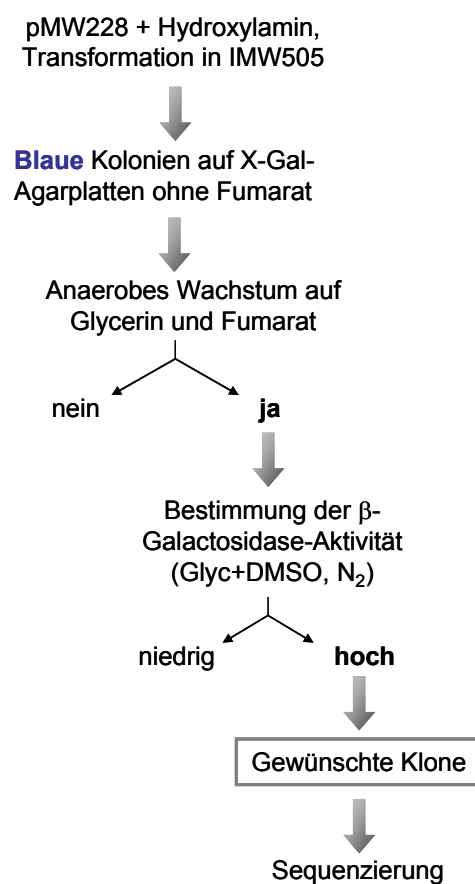 pMW228 + Hydroxylamin,
Transformation in IMW505
Blaue Kolonien auf X-Gal-
Agarplatten ohne Fumarat
Anaerobes Wachstum auf
Glycerin und Fumarat
nein ja
Bestimmung der β-
Galactosidase-Aktivität
(Glyc+DMSO, N₂)
niedrig hoch
Gewünschte Klone
Sequenzierung